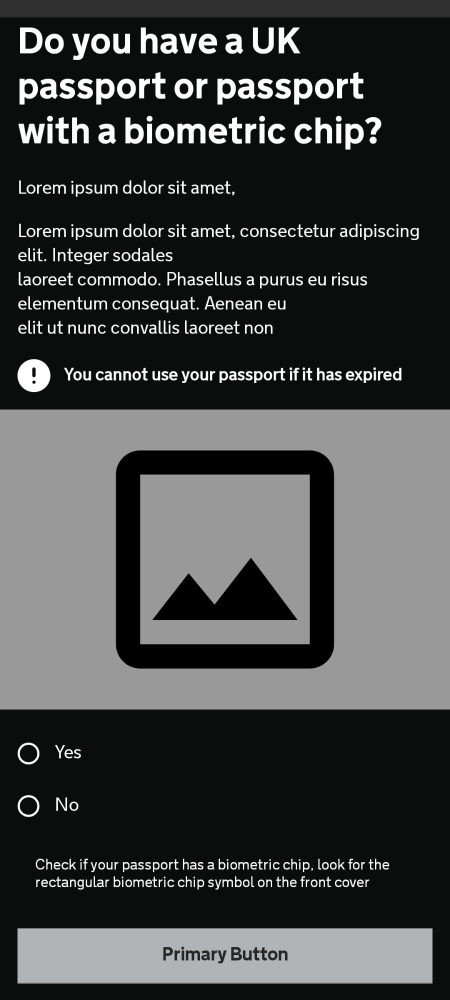 Do you have a UK
passport or passport
with a biometric chip?
Lorem ipsum dolor sit amet,
Lorem ipsum dolor sit amet, consectetur adipiscing
elit. Integer sodales
laoreet commodo. Phasellus a purus eu risus
elementum consequat. Aenean eu
elit ut nunc convallis laoreet non
You cannot use your passport if it has expired
Yes
No
Check if your passport has a biometric chip, look for the
rectangular biometric chip symbol on the front cover
Primary Button